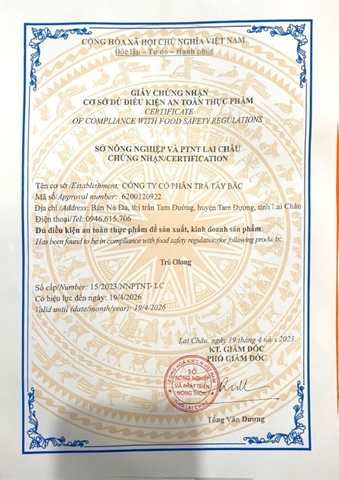 CỘNG HÒA XÃ HỘI CHỦ NGHĨA VIỆT NAM
Độc lập - Tự do - Hạnh phúc
GIẤY CHỨNG NHẬN
CƠ SỞ ĐỦ ĐIỀU KIỆN AN TOÀN THỰC PHẨM
CERTIFICATE
OF COMPLIANCE WITH FOOD SAFETY REGULATIONS
SỞ NÔNG NGHIỆP VÀ PTNT LAI CHÂU
CHỨNG NHẬN/CERTIFICATION
Tên cơ sở /Establishment: CÔNG TY CỔ PHẦN TRÀ TÂY BẮC
Mã số/Approval number: 6200120922
Địa chỉ /Address: Bản Nà Đa, thị trấn Tam Đường, huyện Tam Đường, tỉnh Lai Châu
Điện thoại/Tel: 0946.615.706
Đủ điều kiện an toàn thực phẩm để sản xuất, kinh doanh sản phẩm:
Has been found to be in compliance with food safety regulations for following products:
Trà Olong
Số cấp/Number: 15/2023/NNPTNT- LC
Có hiệu lực đến ngày: 19/4/2026
Valid until (date/month/year): 19/4/2026
Lai Châu, ngày 19 tháng 4 năm 2023
KT. GIÁM ĐỐC
PHÓ GIÁM ĐỐC
SỞ
NÔNG NGHIỆP
VÀ PHÁT TRIỂN
NÔNG THÔN
Tống Văn Dương